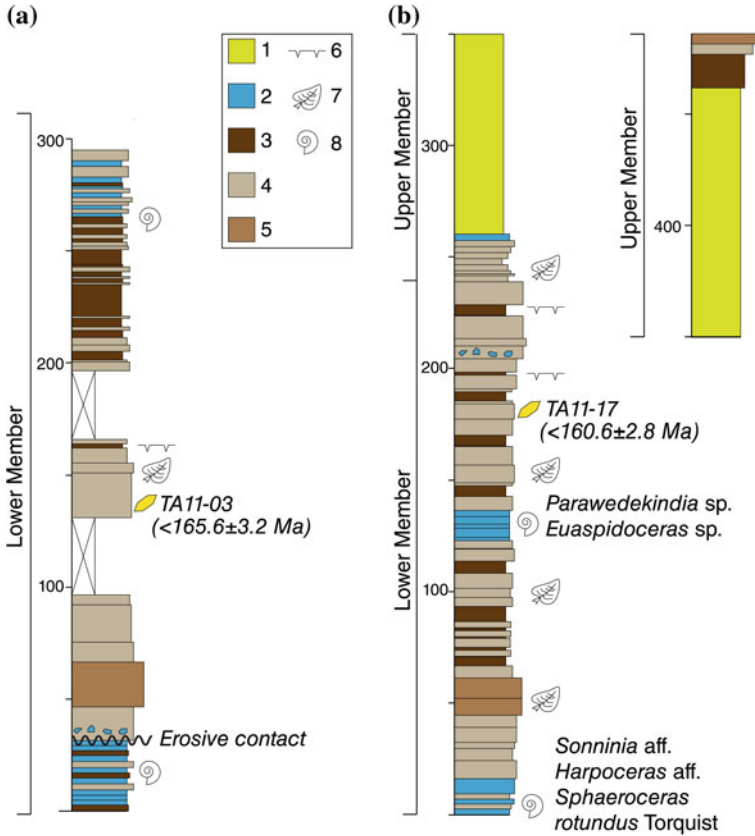 (a)
300
200
100
Lower Member
TA11-03
(<165.6±3.2 Ma)
Erosive contact
1
2
3
4
5
6
7
8
(b)
Upper Member
300
200
100
Lower Member
TA11-17
(<160.6±2.8 Ma)
Parawedekindia sp.
Euaspidoceras sp.
Sonninia aff.
Harpoceras aff.
Sphaeroceras
rotundus Torquist
Upper Member
400